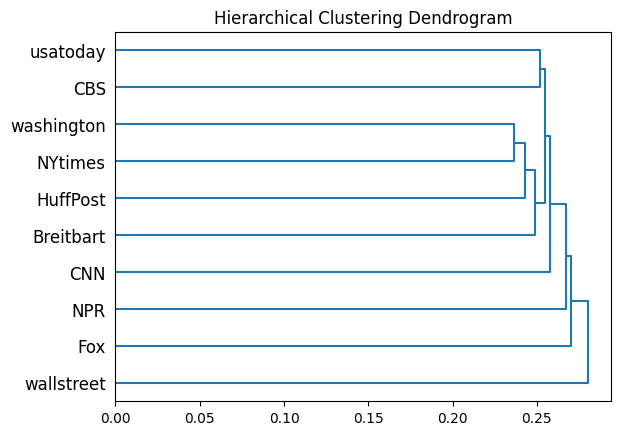 Hierarchical Clustering Dendrogram
usatoday
CBS
washington
NYtimes
HuffPost
Breitbart
CNN
NPR
Fox
wallstreet
0.00 0.05 0.10 0.15 0.20 0.25